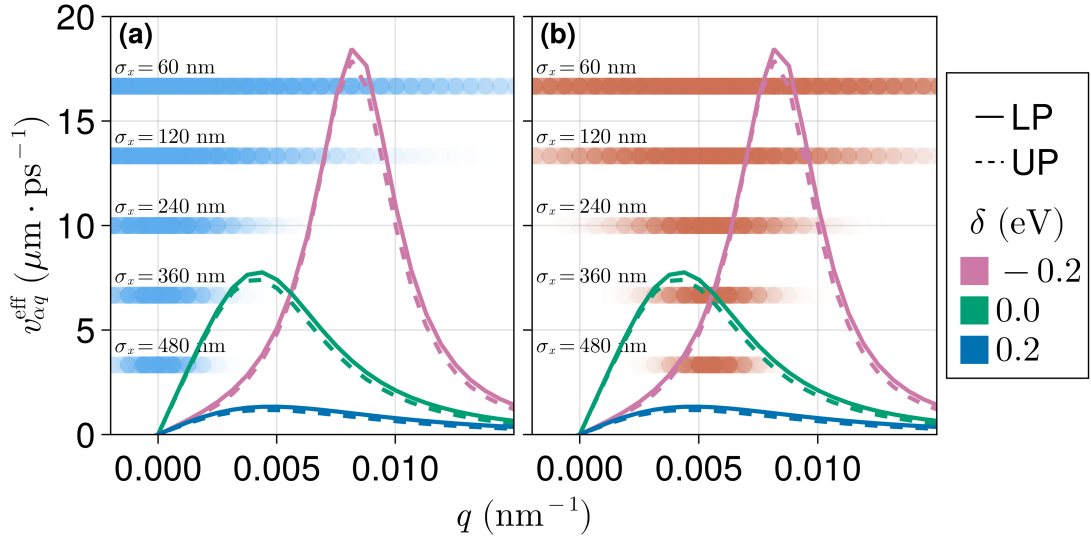 (a)
(b)
20
15
10
5
0
σₓ = 60 nm
σₓ = 120 nm
σₓ = 240 nm
σₓ = 360 nm
σₓ = 480 nm
σₓ = 60 nm
σₓ = 120 nm
σₓ = 240 nm
σₓ = 360 nm
σₓ = 480 nm
v_{αq}^{eff} (μm · ps⁻¹)
0.000 0.005 0.010
0.000 0.005 0.010
q (nm⁻¹)
LP
UP
δ (eV)
−0.2
0.0
0.2